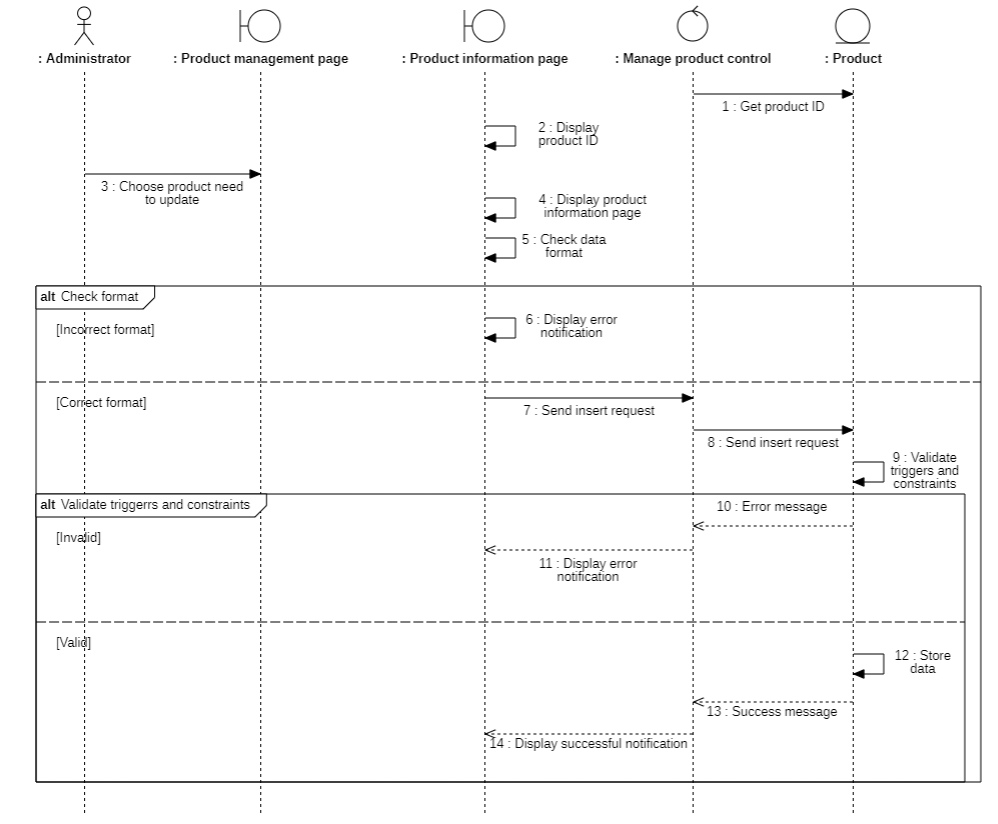 : Administrator
: Product management page
: Product information page
: Manage product control
: Product
1 : Get product ID
2 : Display
product ID
3 : Choose product need
to update
4 : Display product
information page
5 : Check data
format
alt Check format
[Incorrect format]
6 : Display error
notification
[Correct format]
7 : Send insert request
8 : Send insert request
9 : Validate
triggers and
constraints
alt Validate triggerrs and constraints
10 : Error message
[Invalid]
11 : Display error
notification
[Valid]
12 : Store
data
13 : Success message
14 : Display successful notification